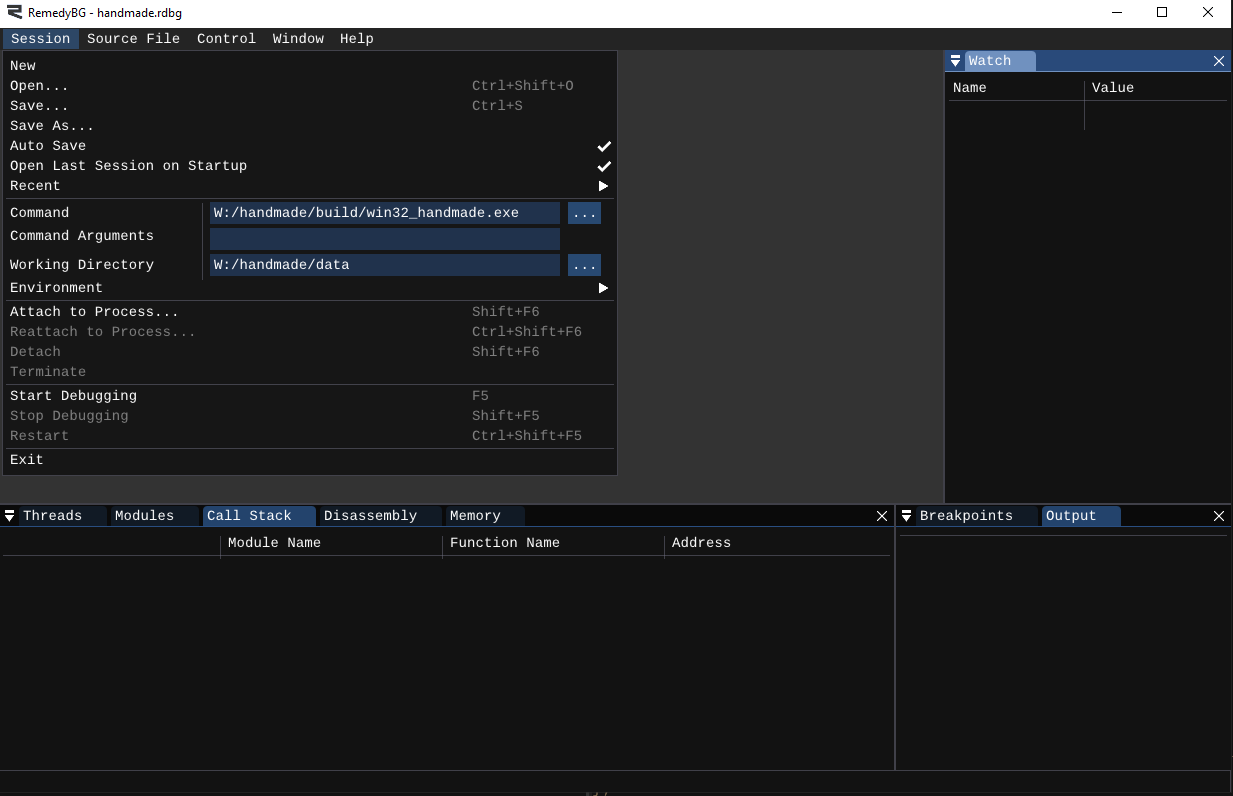 RemedyBG - handmade.rdbg
Session Source File Control Window Help
New
Open... Ctrl+Shift+O
Save... Ctrl+S
Save As...
Auto Save
Open Last Session on Startup
Recent
Command W:/handmade/build/win32_handmade.exe ...
Command Arguments
Working Directory W:/handmade/data ...
Environment
Attach to Process... Shift+F6
Reattach to Process... Ctrl+Shift+F6
Detach Shift+F6
Terminate
Start Debugging F5
Stop Debugging Shift+F5
Restart Ctrl+Shift+F5
Exit
Watch
Name Value
Threads Modules Call Stack Disassembly Memory
Module Name Function Name Address
Breakpoints Output